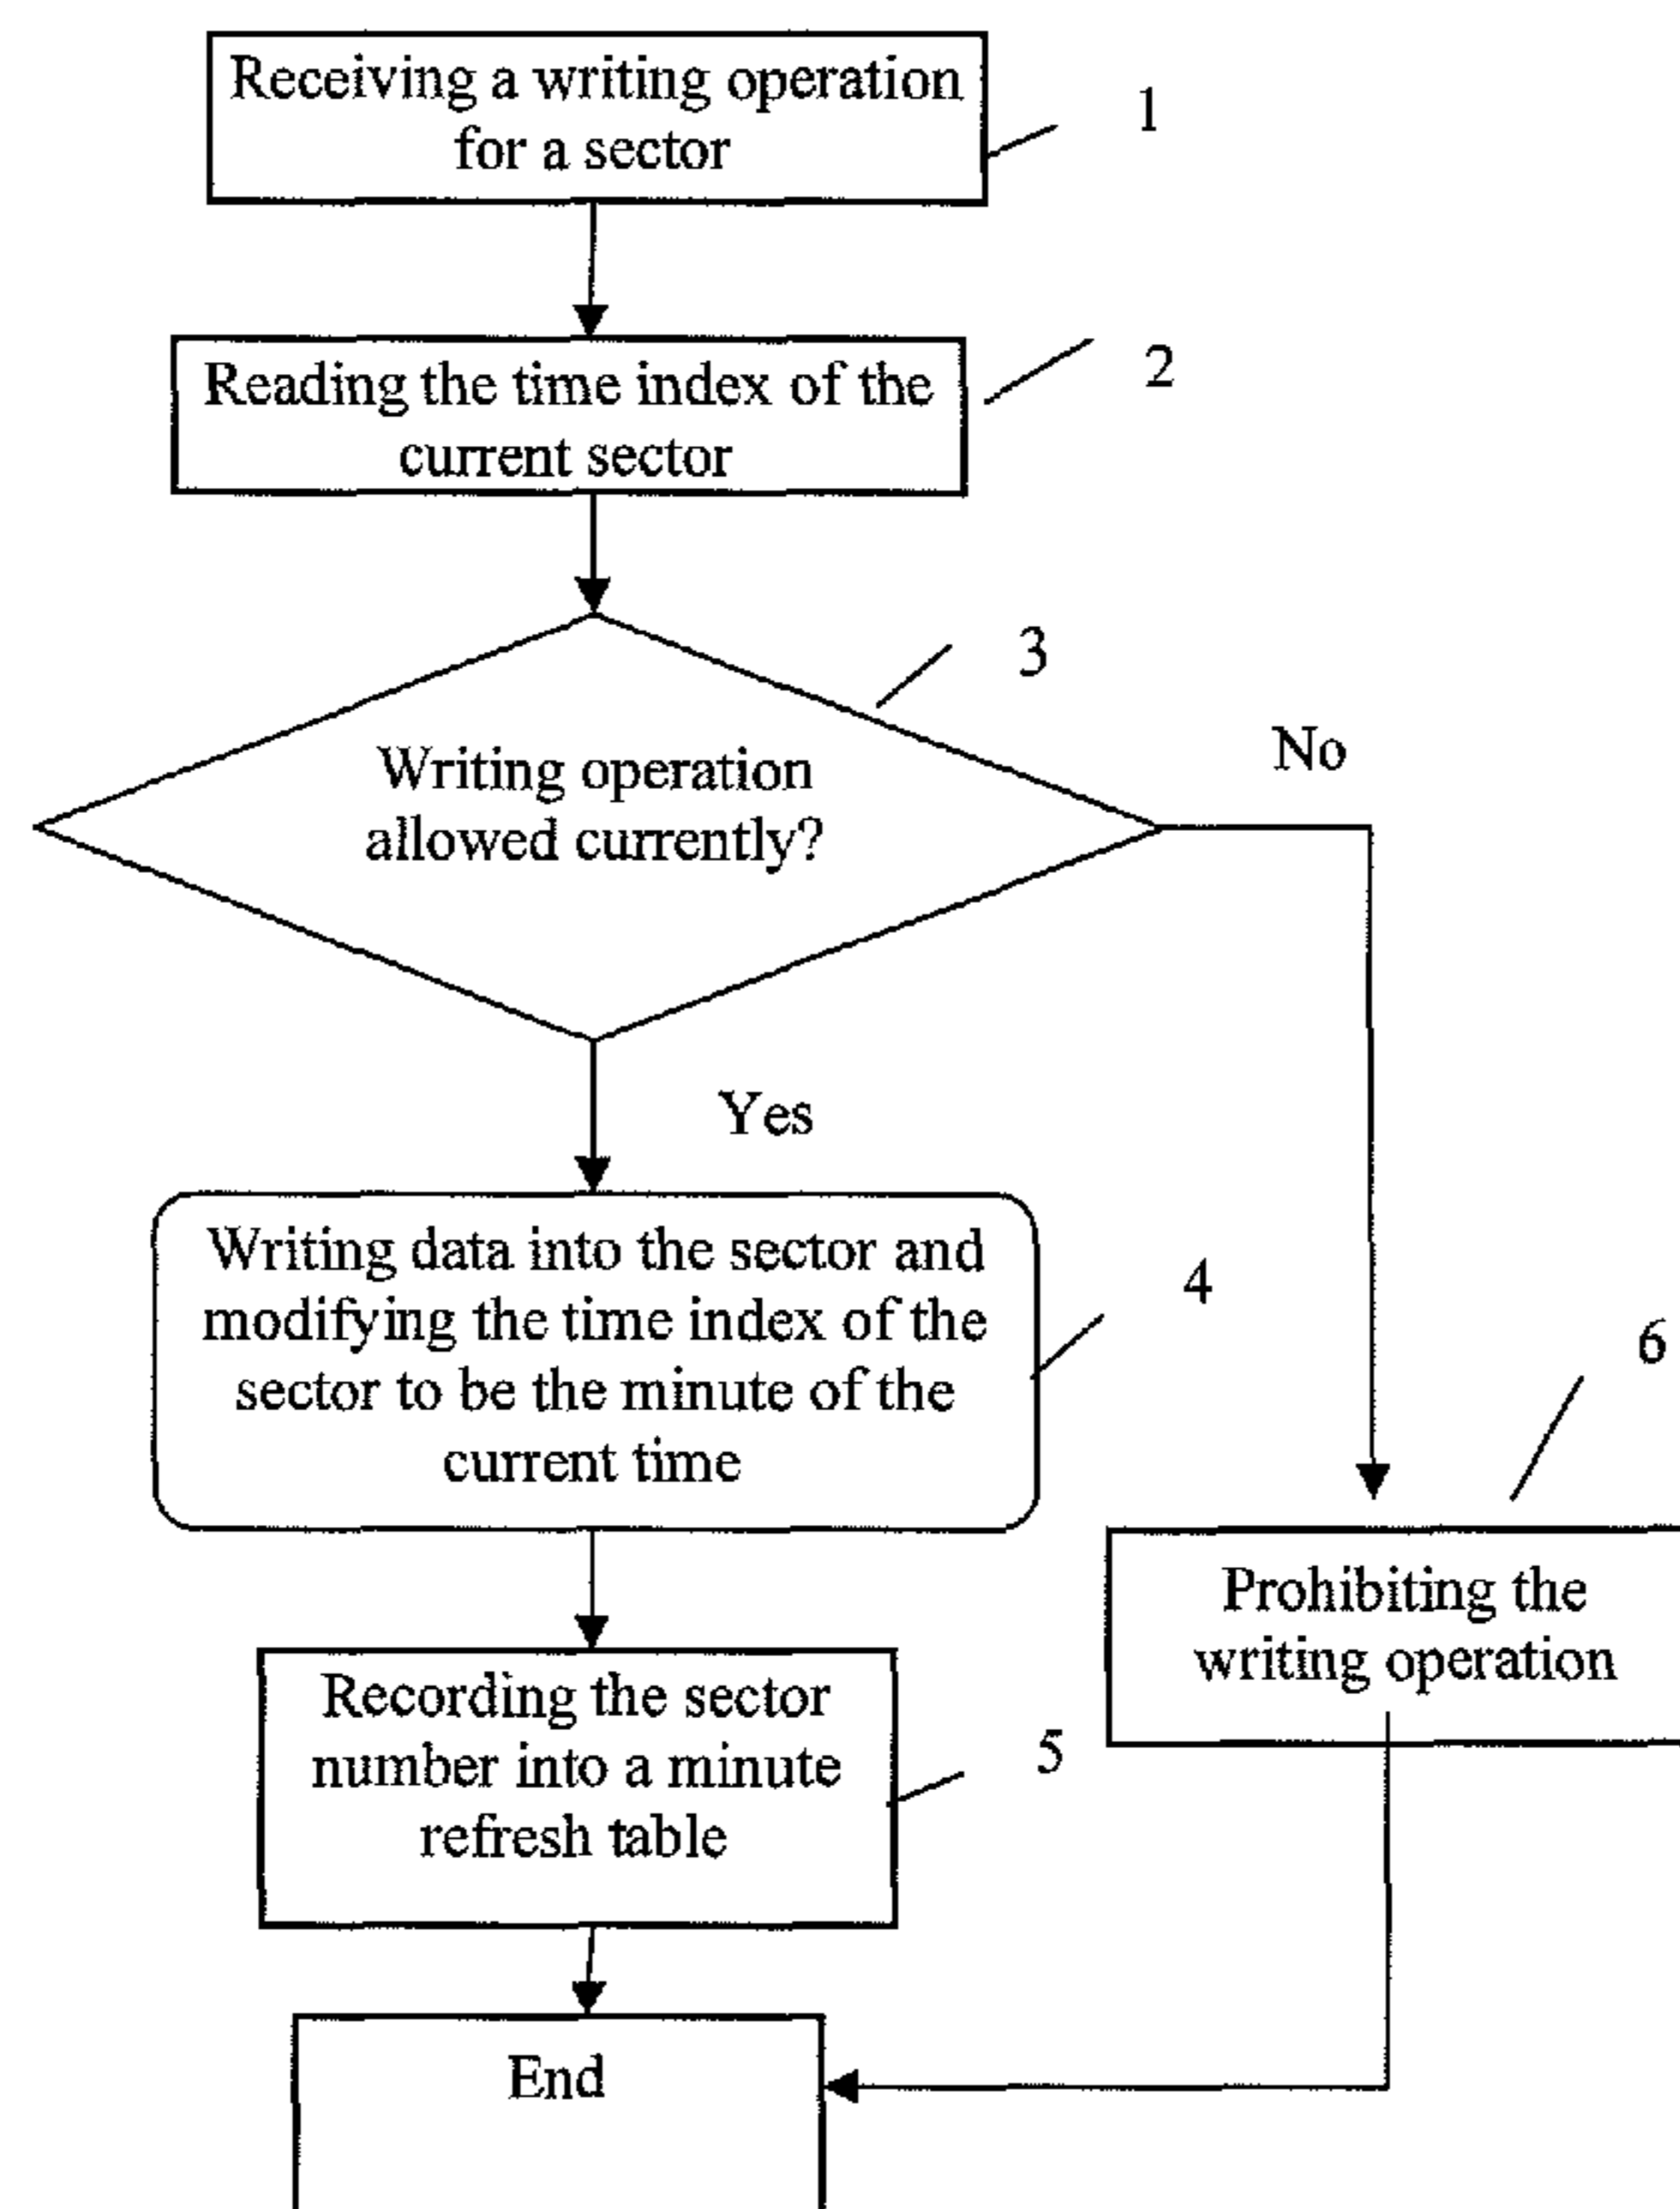 Receiving a writing operation
for a sector
1
Reading the time index of the
current sector
2
3
Writing operation
allowed currently?
No
Yes
Writing data into the sector and
modifying the time index of the
sector to be the minute of the
current time
4
6
Prohibiting the
writing operation
Recording the sector
number into a minute
refresh table
5
End